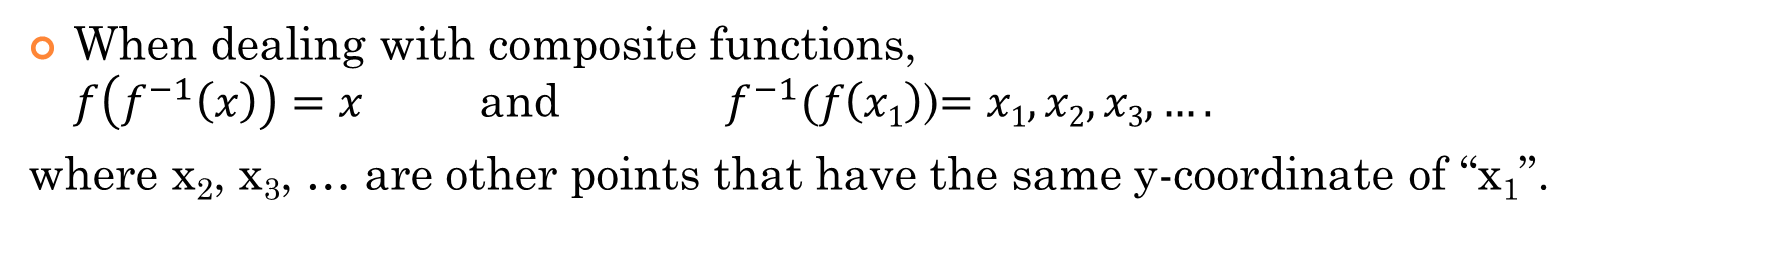 When dealing with composite functions,
f(f⁻¹(x)) = x and f⁻¹(f(x₁))= x₁, x₂, x₃, ... .
where x₂, x₃, … are other points that have the same y-coordinate of “x₁”.